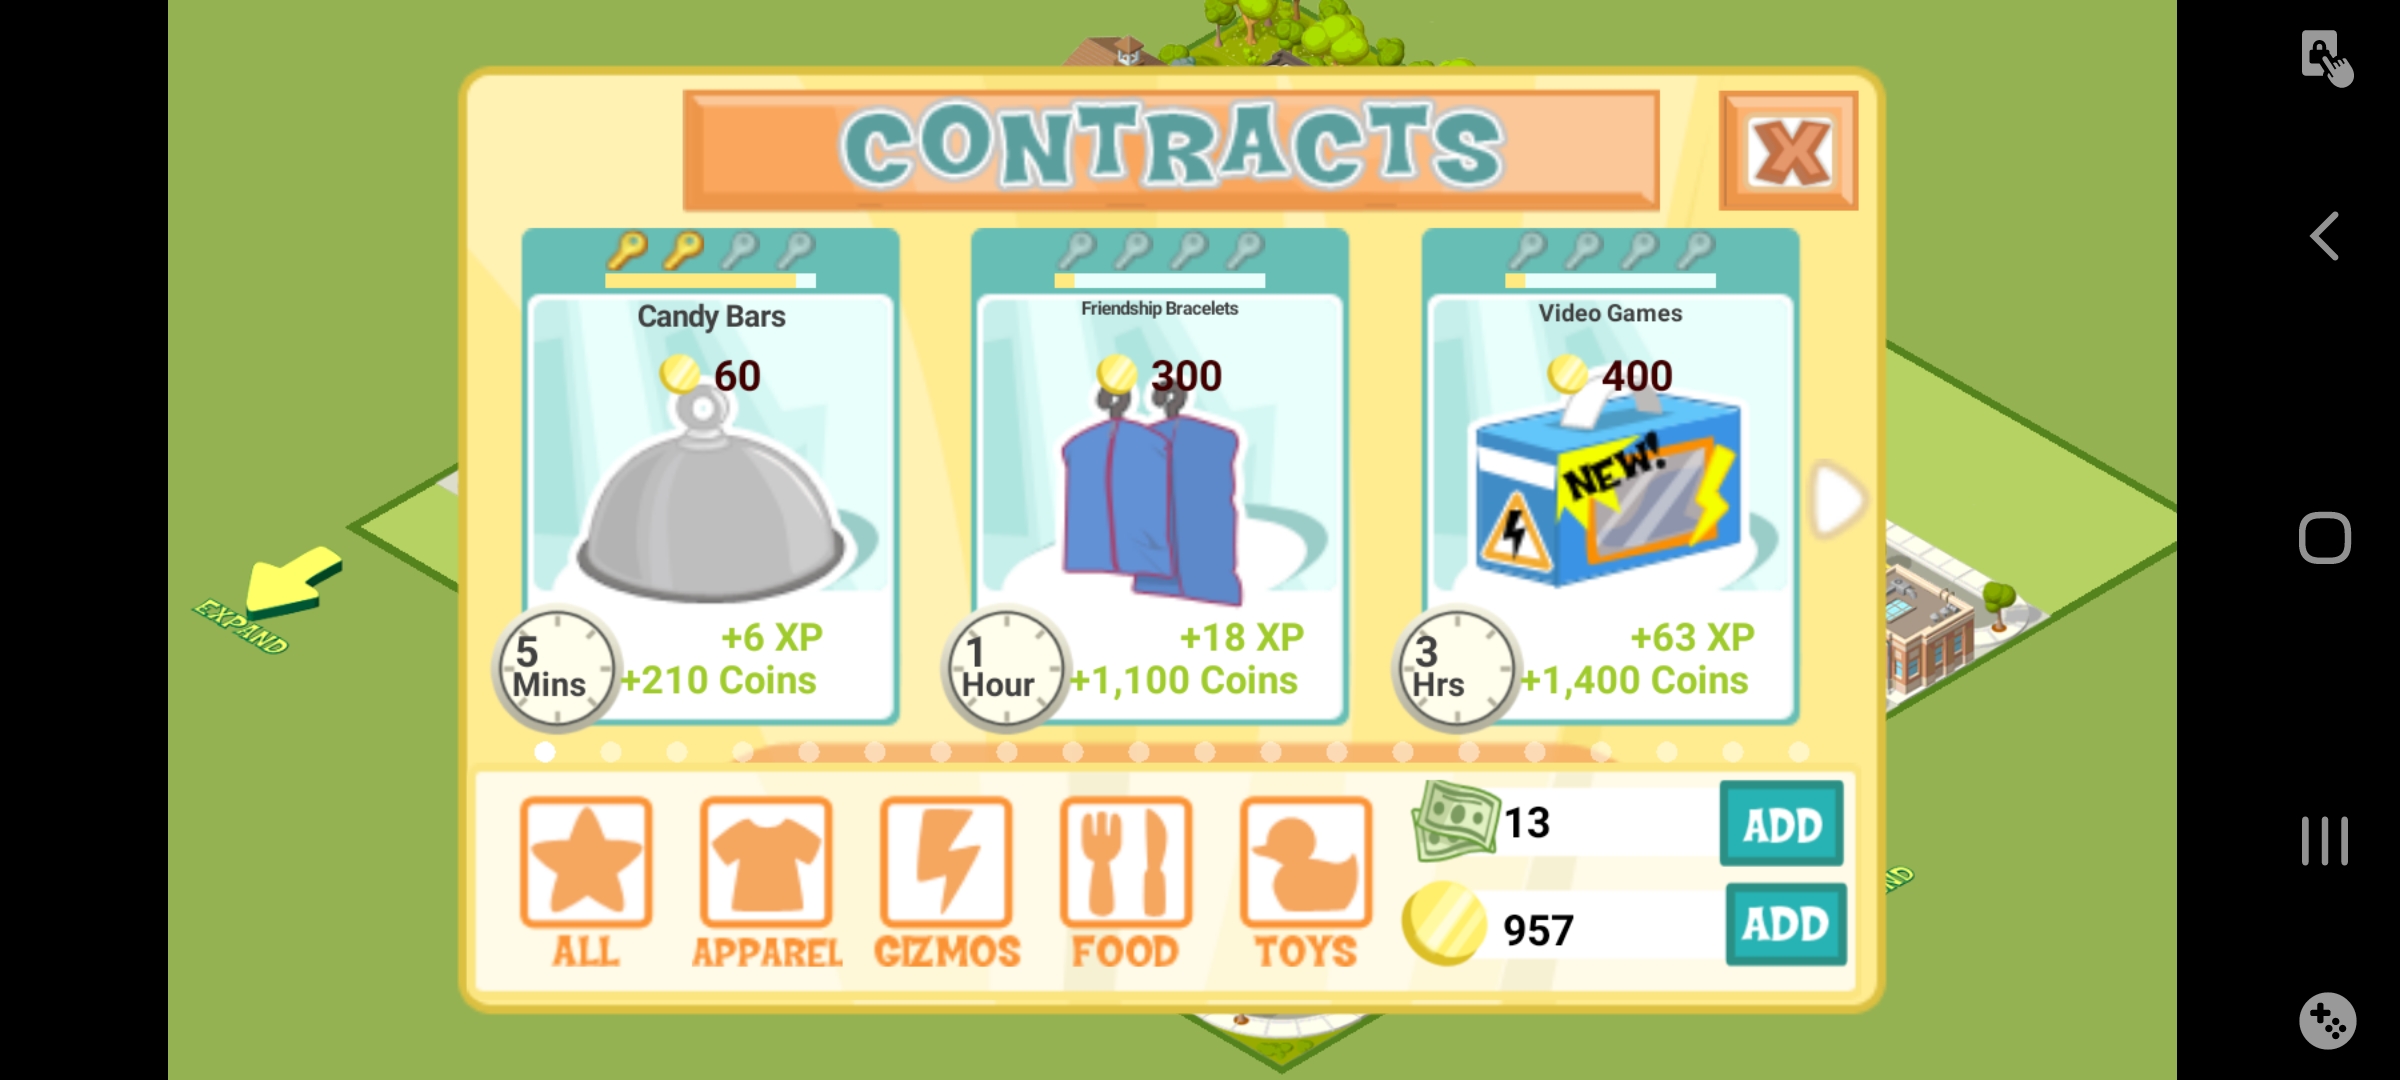 CONTRACTS
X
Candy Bars
60
5
Mins
+6 XP
+210 Coins
Friendship Bracelets
300
1
Hour
+18 XP
+1,100 Coins
Video Games
400
NEW!
3
Hrs
+63 XP
+1,400 Coins
EXPAND
ALL
APPAREL
GIZMOS
FOOD
TOYS
13
ADD
957
ADD
ND